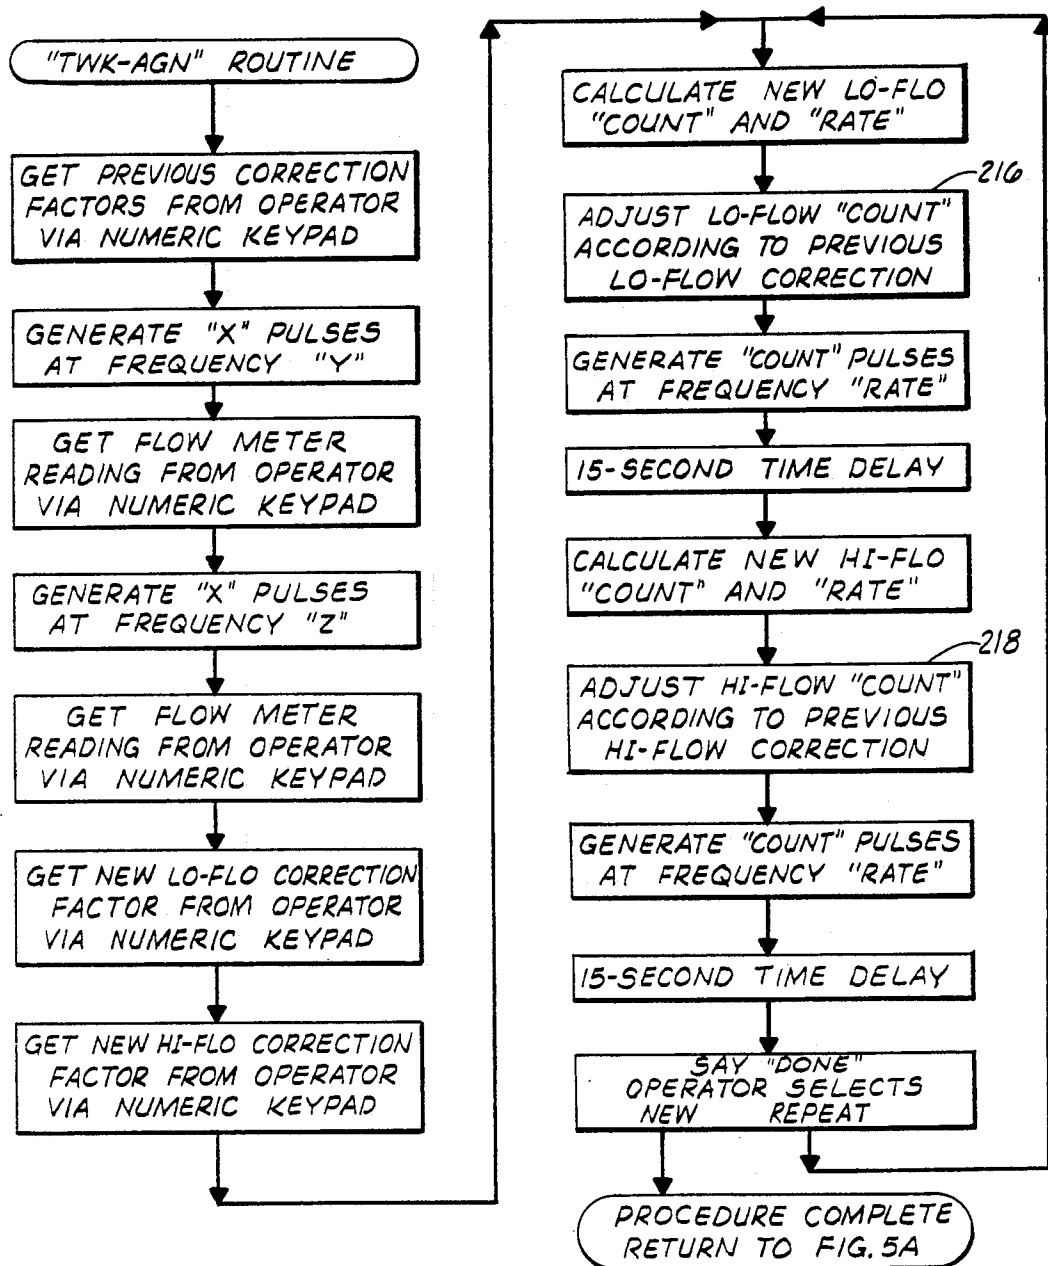 "TWK-AGN" ROUTINE
GET PREVIOUS CORRECTION
FACTORS FROM OPERATOR
VIA NUMERIC KEYPAD
GENERATE "X" PULSES
AT FREQUENCY "Y"
GET FLOW METER
READING FROM OPERATOR
VIA NUMERIC KEYPAD
GENERATE "X" PULSES
AT FREQUENCY "Z"
GET FLOW METER
READING FROM OPERATOR
VIA NUMERIC KEYPAD
GET NEW LO-FLO CORRECTION
FACTOR FROM OPERATOR
VIA NUMERIC KEYPAD
GET NEW HI-FLO CORRECTION
FACTOR FROM OPERATOR
VIA NUMERIC KEYPAD
CALCULATE NEW LO-FLO
"COUNT" AND "RATE"
216
ADJUST LO-FLOW "COUNT"
ACCORDING TO PREVIOUS
LO-FLOW CORRECTION
GENERATE "COUNT" PULSES
AT FREQUENCY "RATE"
15-SECOND TIME DELAY
CALCULATE NEW HI-FLO
"COUNT" AND "RATE"
218
ADJUST HI-FLOW "COUNT"
ACCORDING TO PREVIOUS
HI-FLOW CORRECTION
GENERATE "COUNT" PULSES
AT FREQUENCY "RATE"
15-SECOND TIME DELAY
SAY "DONE"
OPERATOR SELECTS
NEW REPEAT
PROCEDURE COMPLETE
RETURN TO FIG. 5A